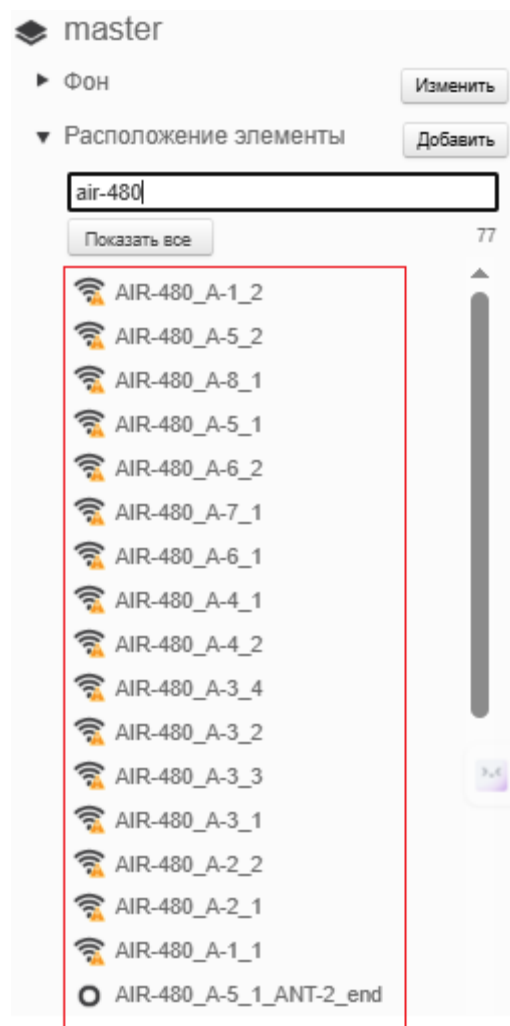 master
Фон
Изменить
Расположение элементы
Добавить
air-480
Показать все
77
AIR-480_A-1_2
AIR-480_A-5_2
AIR-480_A-8_1
AIR-480_A-5_1
AIR-480_A-6_2
AIR-480_A-7_1
AIR-480_A-6_1
AIR-480_A-4_1
AIR-480_A-4_2
AIR-480_A-3_4
AIR-480_A-3_2
AIR-480_A-3_3
AIR-480_A-3_1
AIR-480_A-2_2
AIR-480_A-2_1
AIR-480_A-1_1
AIR-480_A-5_1_ANT-2_end